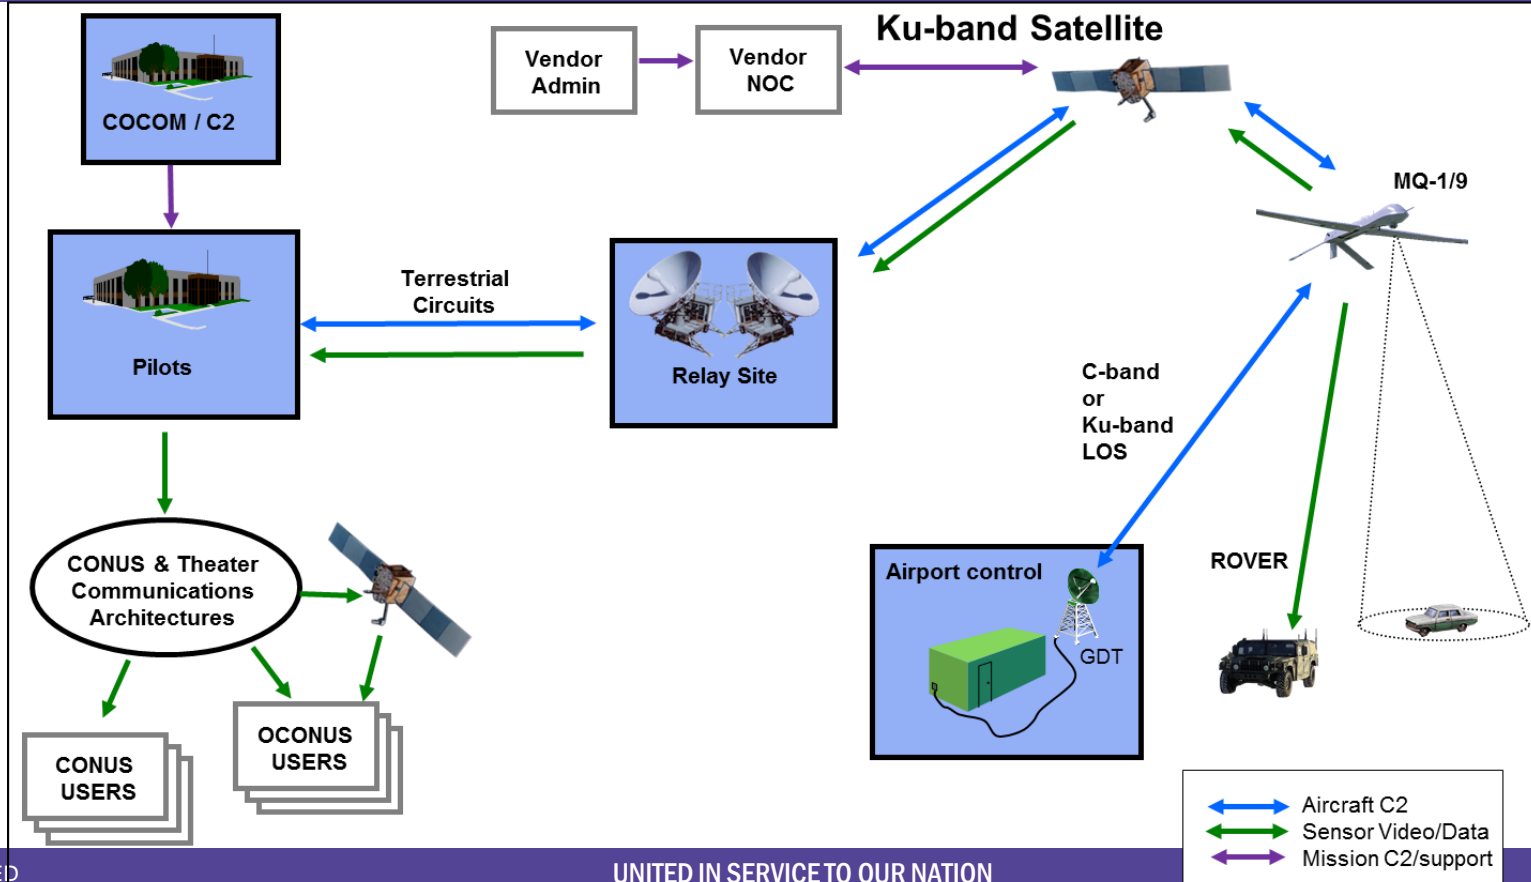 Ku-band Satellite
Vendor
Admin
Vendor
NOC
COCOM / C2
MQ-1/9
Terrestrial
Circuits
Pilots
Relay Site
C-band
or
Ku-band
LOS
CONUS & Theater
Communications
Architectures
Airport control
GDT
ROVER
OCONUS
USERS
CONUS
USERS
Aircraft C2
Sensor Video/Data
Mission C2/support
ED
UNITED IN SERVICE TO OUR NATION